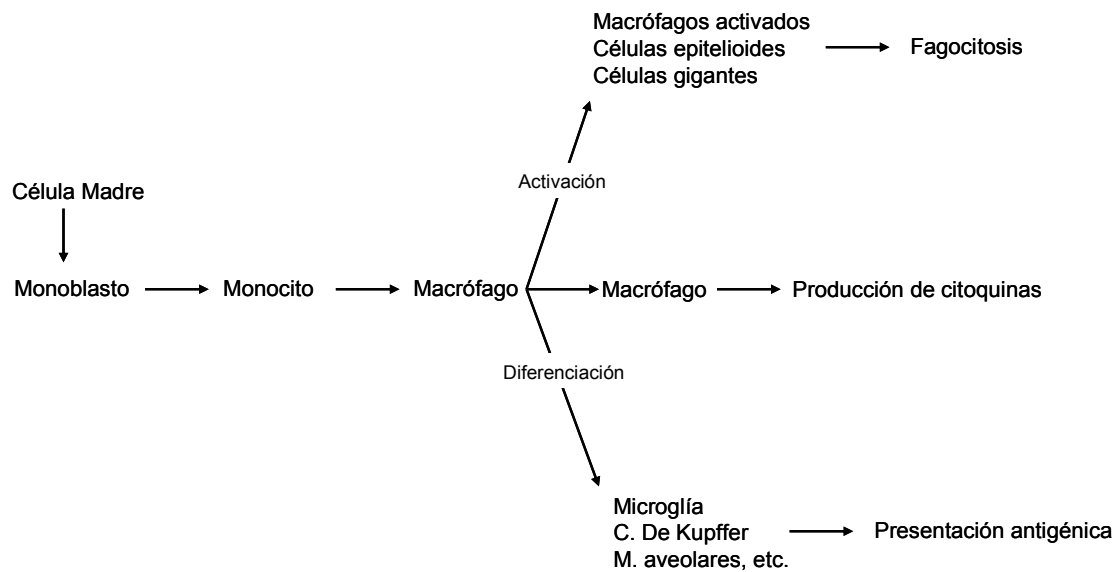 Macrófagos activados
Células epitelioides
Células gigantes
Fagocitosis
Activación
Célula Madre
Monoblasto
Monocito
Macrófago
Macrófago
Producción de citoquinas
Diferenciación
Microglía
C. De Kupffer
M. aveolares, etc.
Presentación antigénica